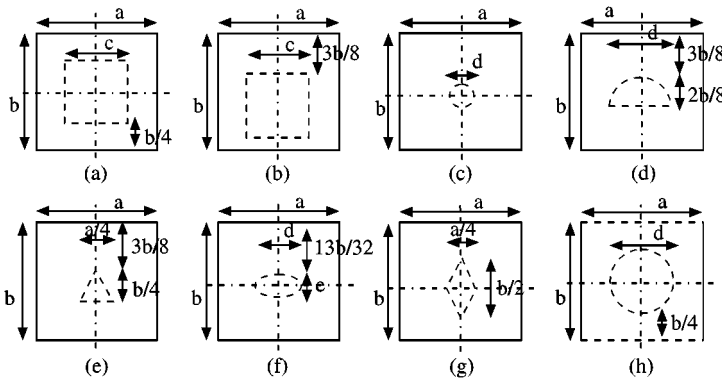 a a a a
c c d d
3b/8 3b/8
b b b b
2b/8
b/4
(a) (b) (c) (d)
a a a a
a/4 d a/4 d
3b/8 13b/32
b b b b
b/4 e b/2
b/4
(e) (f) (g) (h)